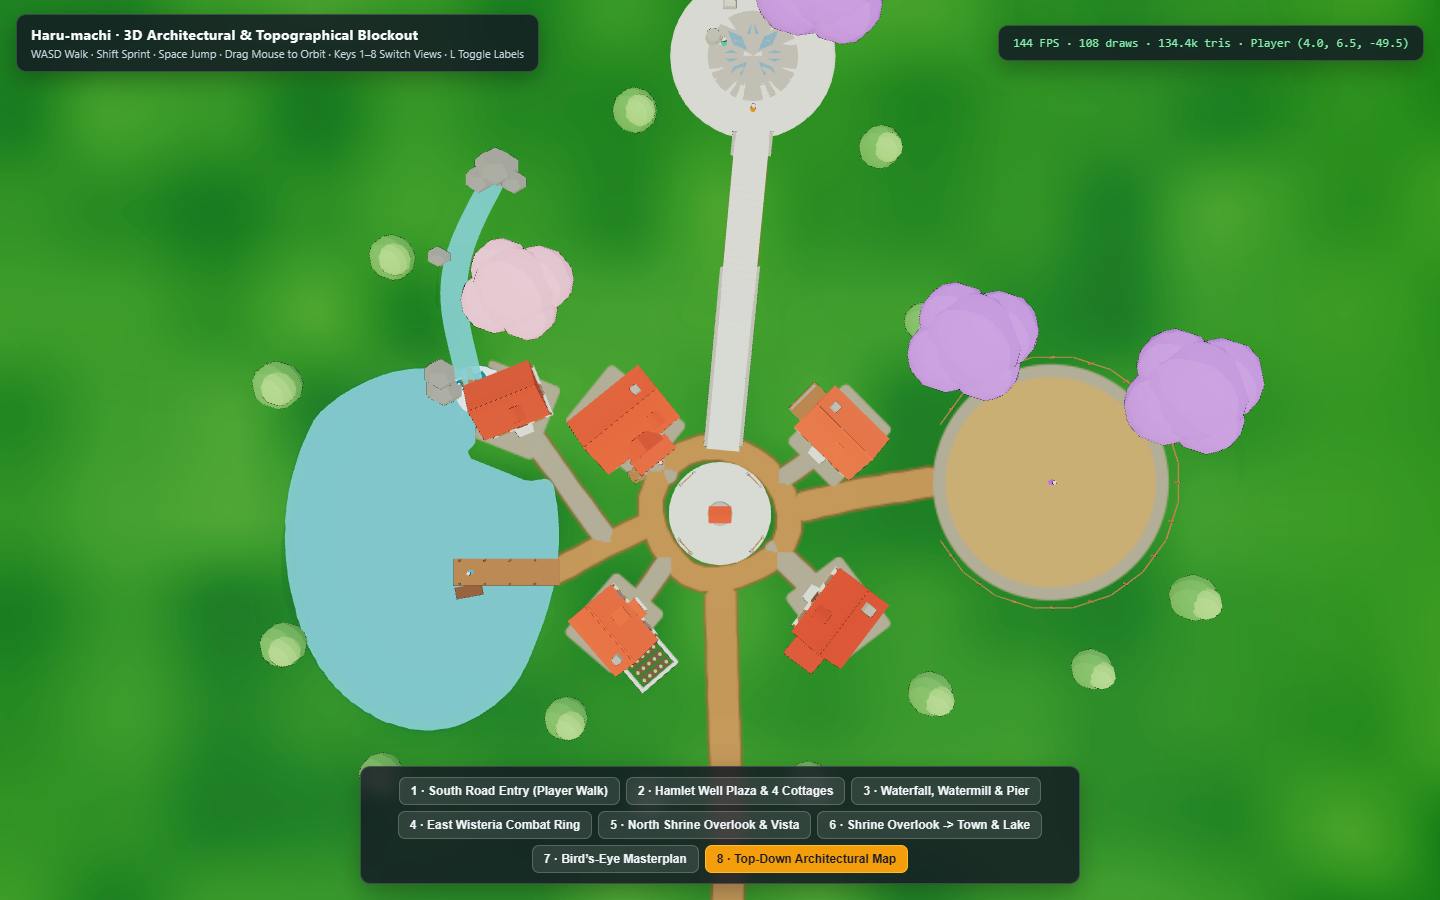 Haru-machi · 3D Architectural & Topographical Blockout
WASD Walk · Shift Sprint · Space Jump · Drag Mouse to Orbit · Keys 1–8 Switch Views · L Toggle Labels
144 FPS · 108 draws · 134.4k tris · Player (4.0, 6.5, -49.5)
1 · South Road Entry (Player Walk)
2 · Hamlet Well Plaza & 4 Cottages
3 · Waterfall, Watermill & Pier
4 · East Wisteria Combat Ring
5 · North Shrine Overlook & Vista
6 · Shrine Overlook -> Town & Lake
7 · Bird's-Eye Masterplan
8 · Top-Down Architectural Map